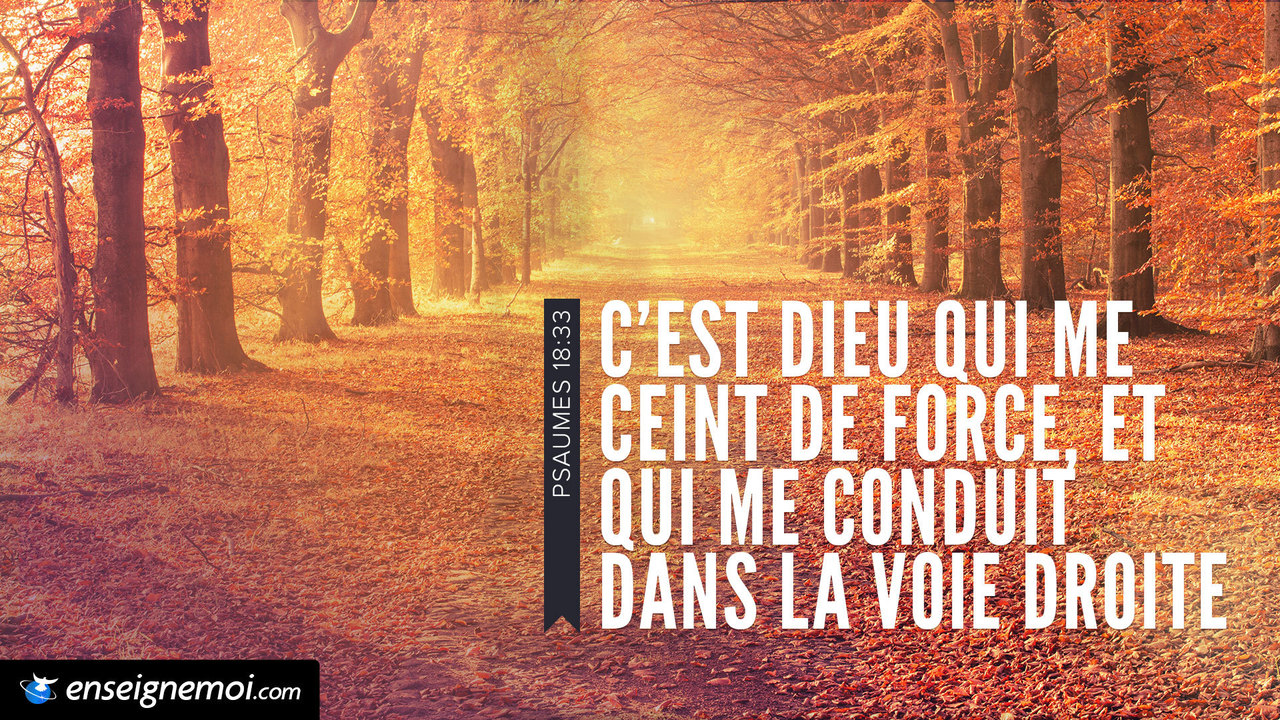 PSAUMES 18:33
C’EST DIEU QUI ME
CEINT DE FORCE, ET
QUI ME CONDUIT
DANS LA VOIE DROITE
enseignemoi.com